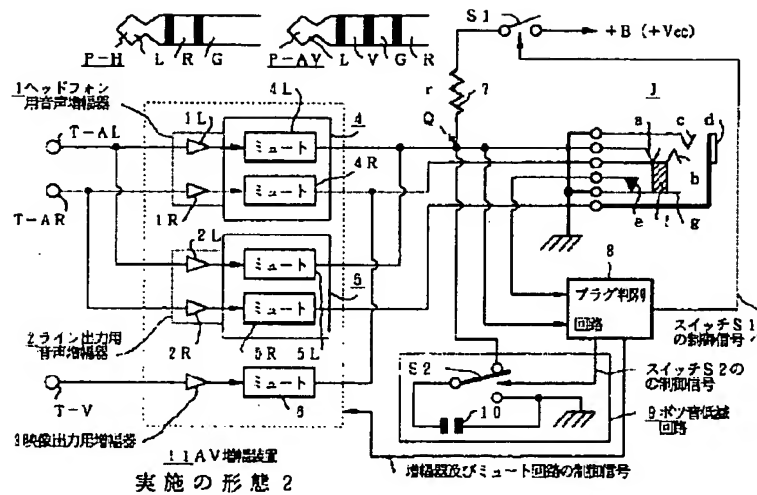 P-H
L
R
G
P-AV
L
V
G
R
S1
+B (+Vcc)
1ヘッドフォン
用音声増幅器
r
7
J
1L
4L
4
Q
a
c
d
T-AL
ミュート
T-AR
ミュート
4R
b
1R
e
f
g
2L
5
8
ミュート
プラグ判別
回路
ミュート
スイッチS1
の制御信号
2ライン出力用
音声増幅器
2R
5R
5L
S2
スイッチS2の
の制御信号
ミュート
10
T-V
6
9ポツ音低減
回路
3映像出力用増幅器
11AV増幅装置
増幅器及びミュート回路の制御信号
実施の形態2